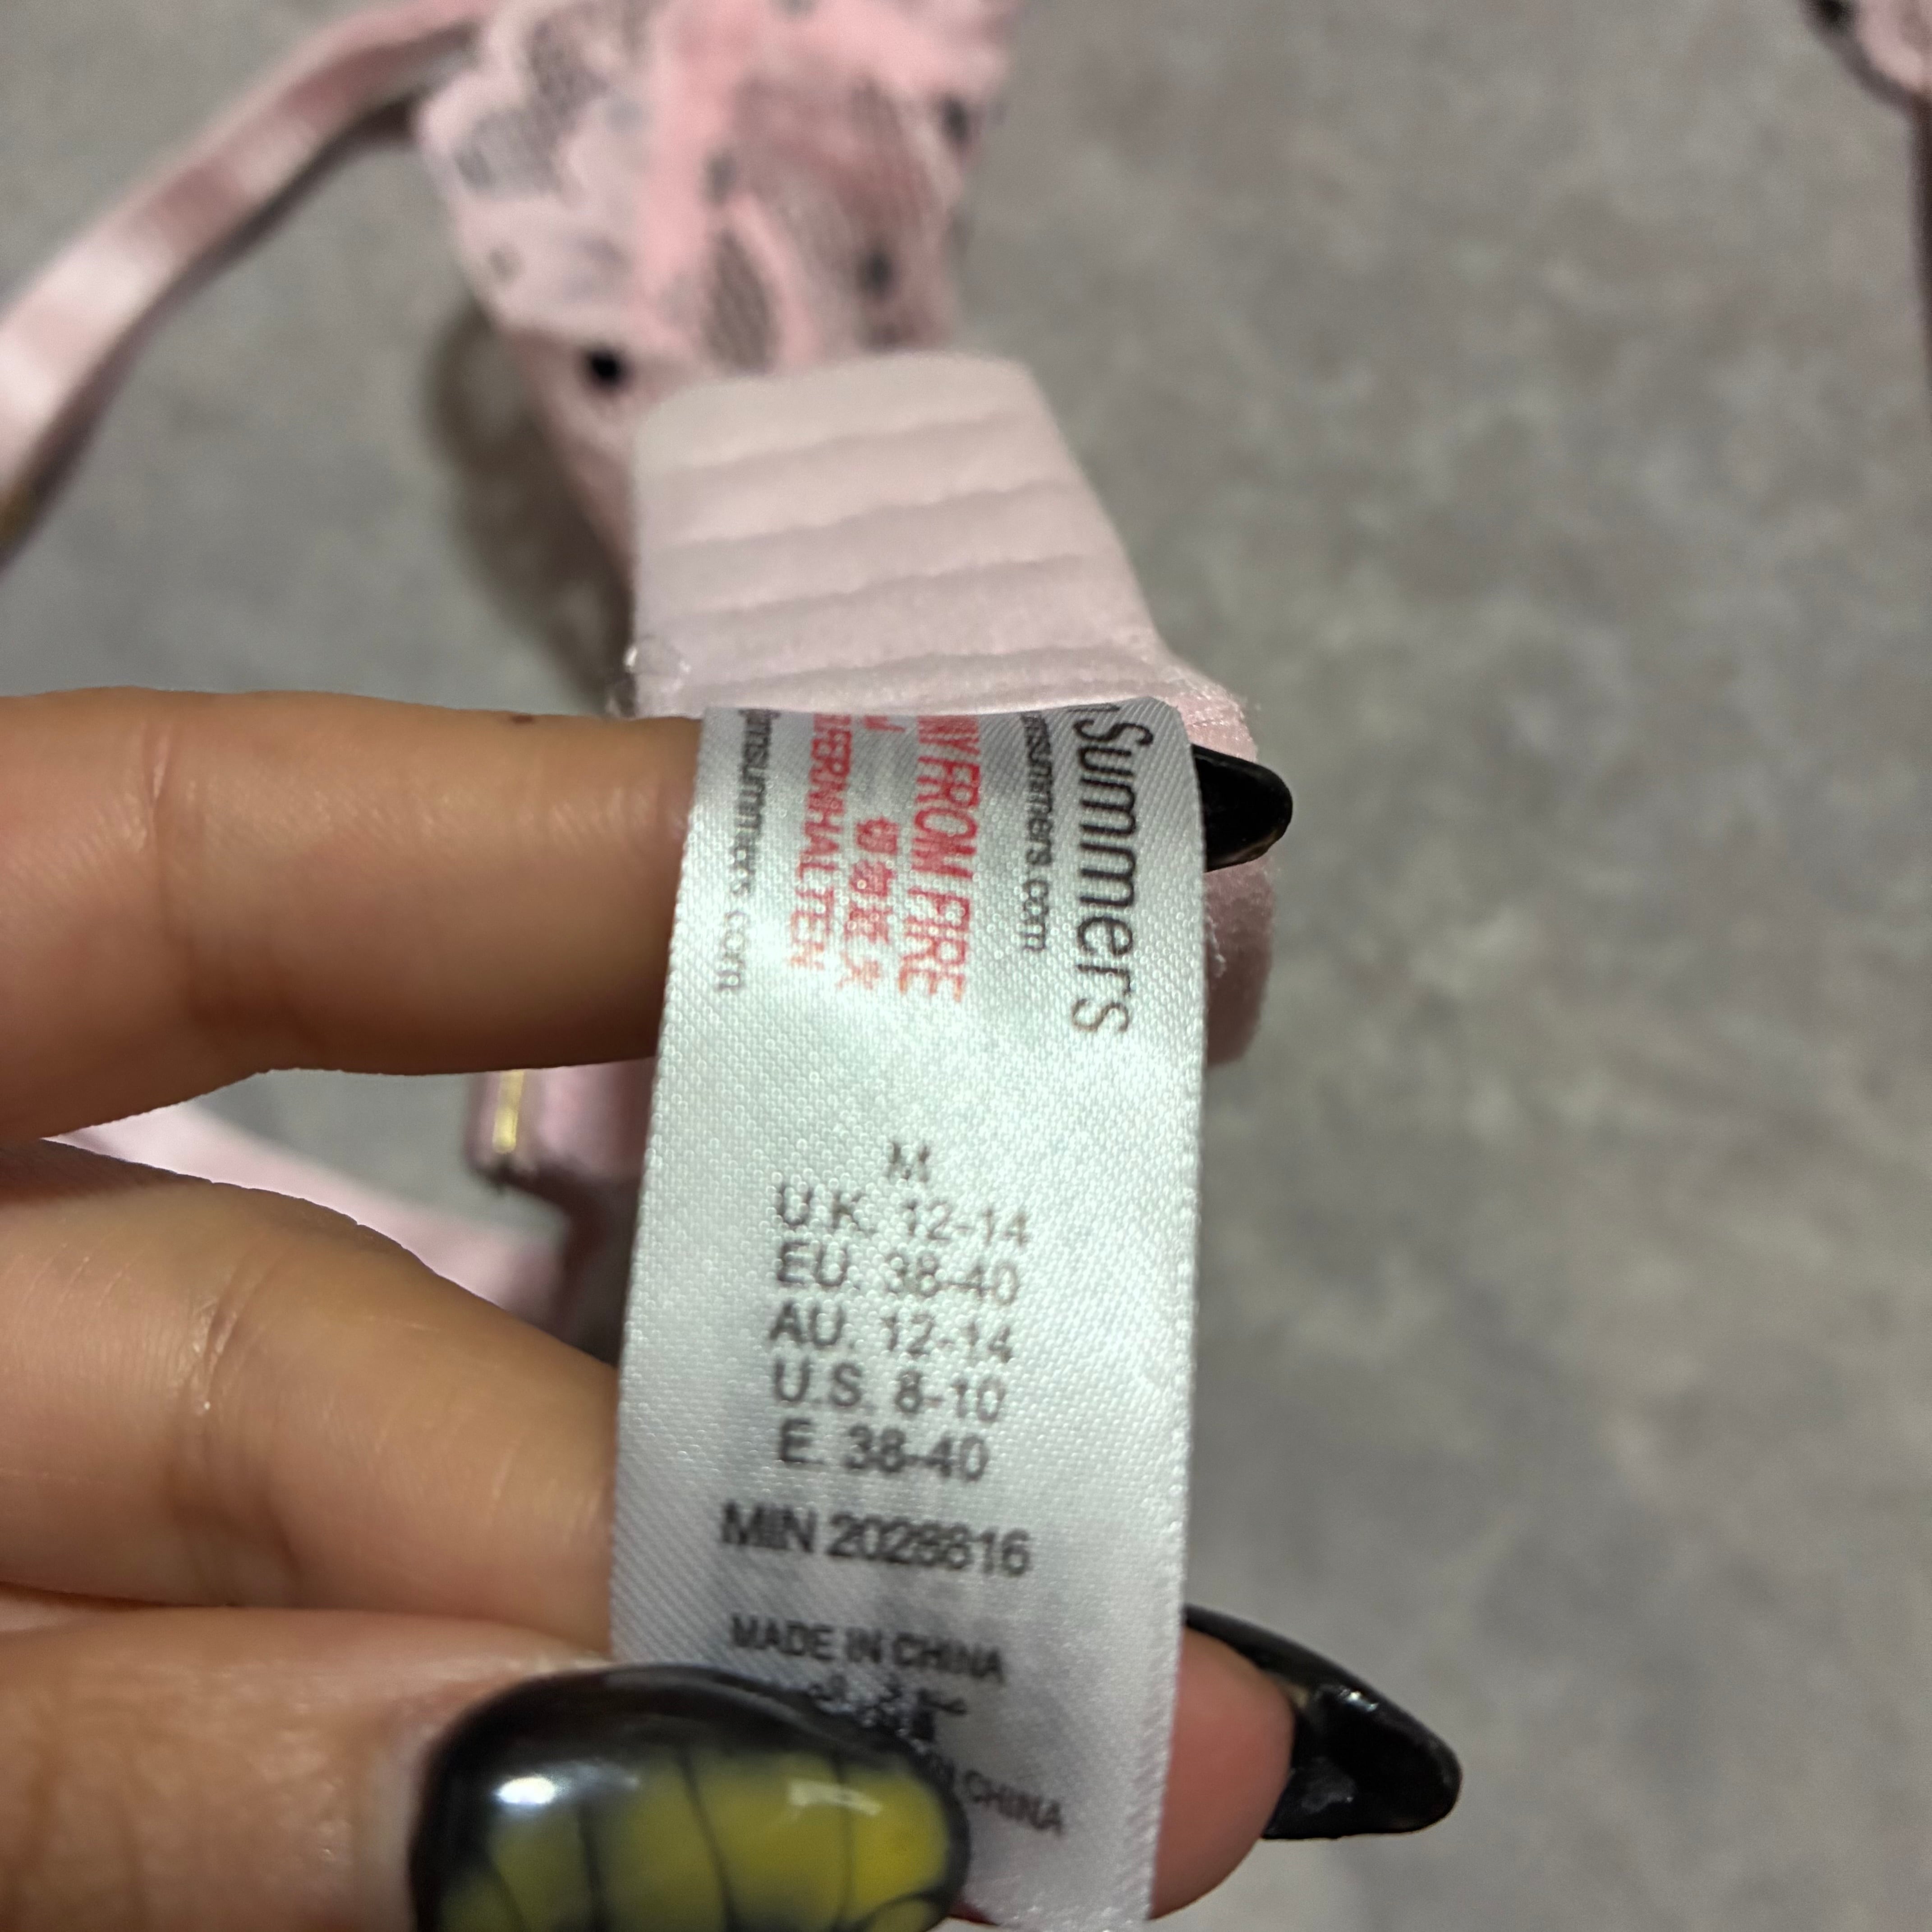 Summers
summers.com
FROM FIRE
FERNHALTEN
summers.com
M
U.K. 12-14
EU. 38-40
AU. 12-14
U.S. 8-10
E. 38-40
MIN 2028816
MADE IN CHINA
CHINA